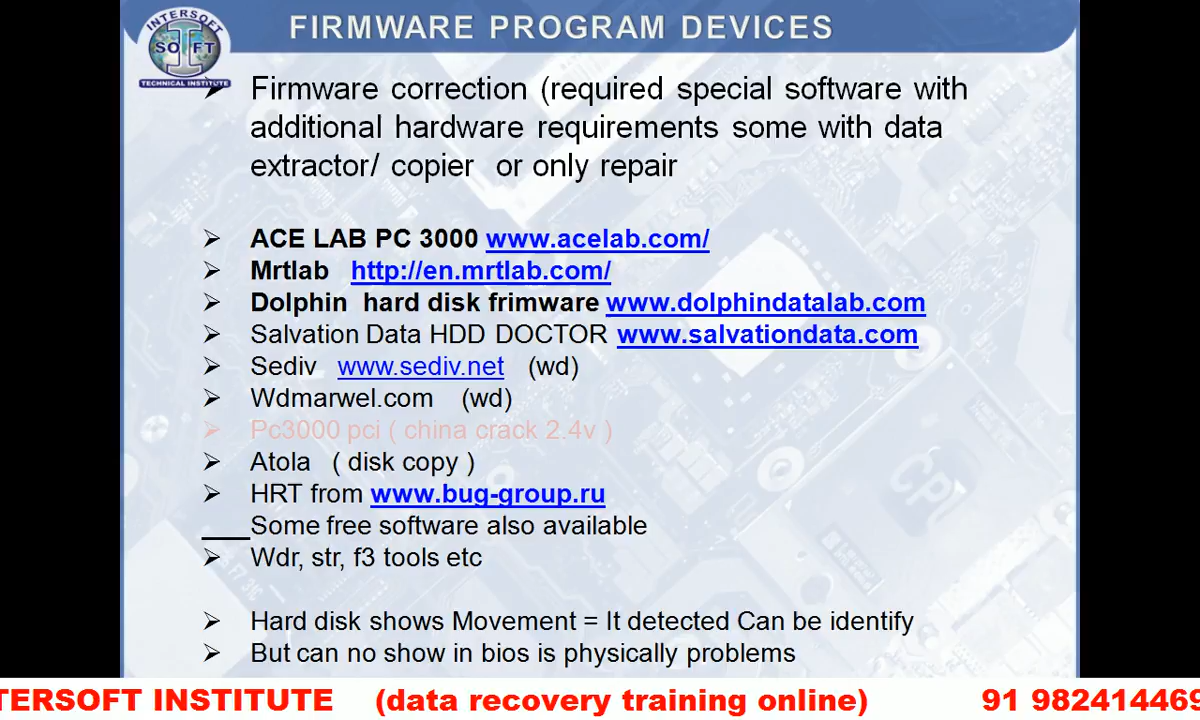 INTERSOFT
SOFT
TECHNICAL INSTITUTE
FIRMWARE PROGRAM DEVICES
Firmware correction (required special software with
additional hardware requirements some with data
extractor/ copier or only repair
ACE LAB PC 3000 www.acelab.com/
Mrtlab http://en.mrtlab.com/
Dolphin hard disk frimware www.dolphindatalab.com
Salvation Data HDD DOCTOR www.salvationdata.com
Sediv www.sediv.net (wd)
Wdmarwel.com (wd)
Pc3000 pci ( china crack 2.4v )
Atola ( disk copy )
HRT from www.bug-group.ru
Some free software also available
Wdr, str, f3 tools etc
Hard disk shows Movement = It detected Can be identify
But can no show in bios is physically problems
TERSOFT INSTITUTE (data recovery training online) 91 982414469